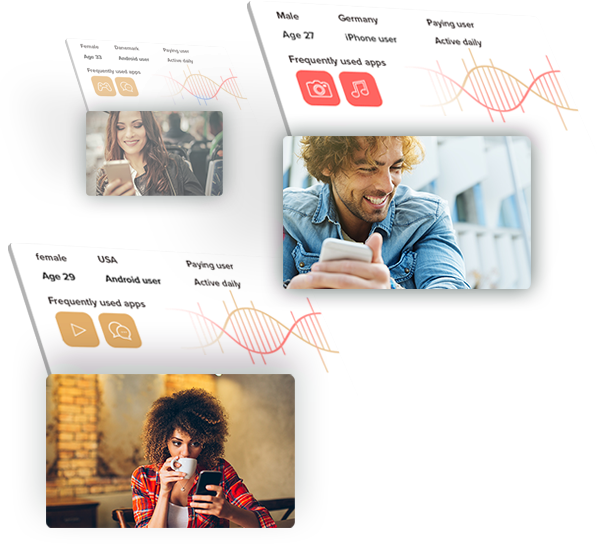 Male Germany Paying user
Age 27 iPhone user Active daily
Frequently used apps
Female Danemark Paying user
Age 33 Android user Active daily
Frequently used apps
female USA Paying user
Age 29 Android user Active daily
Frequently used apps